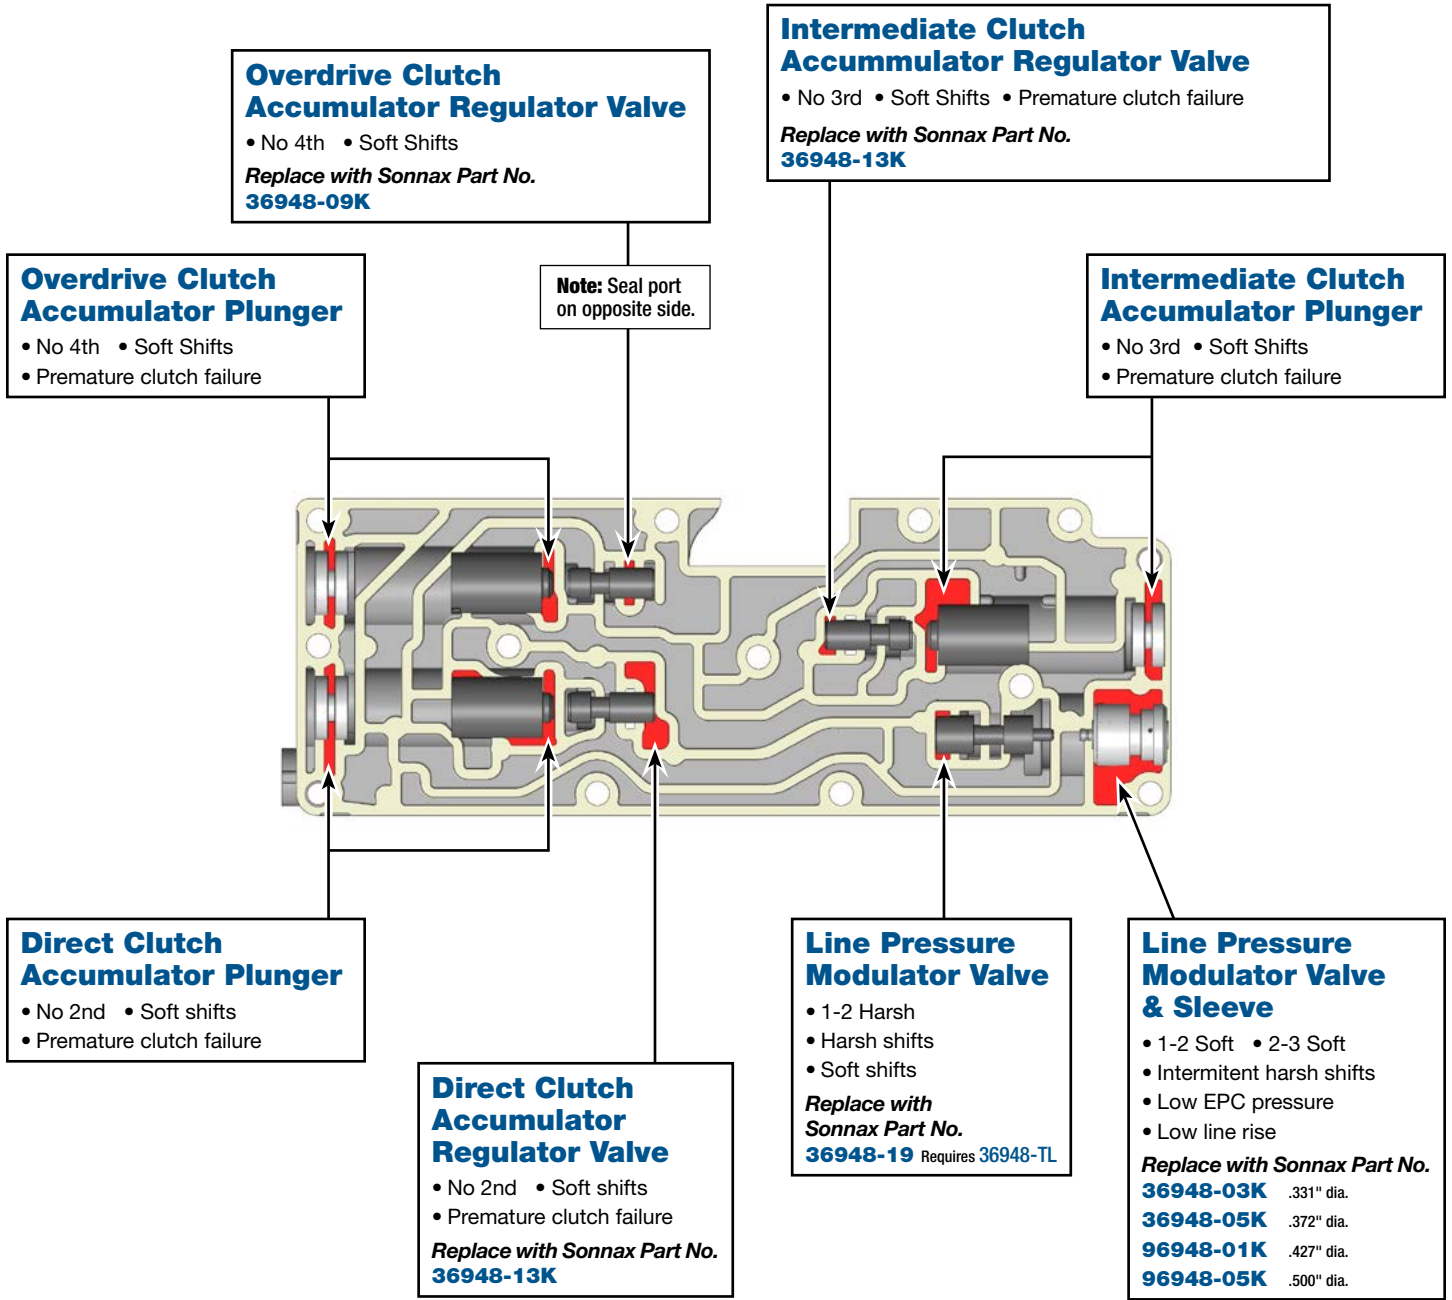 Intermediate Clutch
Accummulator Regulator Valve
• No 3rd • Soft Shifts • Premature clutch failure
Replace with Sonnax Part No.
36948-13K
Overdrive Clutch
Accumulator Regulator Valve
• No 4th • Soft Shifts
Replace with Sonnax Part No.
36948-09K
Note: Seal port
on opposite side.
Overdrive Clutch
Accumulator Plunger
• No 4th • Soft Shifts
• Premature clutch failure
Intermediate Clutch
Accumulator Plunger
• No 3rd • Soft Shifts
• Premature clutch failure
Direct Clutch
Accumulator Plunger
• No 2nd • Soft shifts
• Premature clutch failure
Direct Clutch
Accumulator
Regulator Valve
• No 2nd • Soft shifts
• Premature clutch failure
Replace with Sonnax Part No.
36948-13K
Line Pressure
Modulator Valve
• 1-2 Harsh
• Harsh shifts
• Soft shifts
Replace with
Sonnax Part No.
36948-19 Requires 36948-TL
Line Pressure
Modulator Valve
& Sleeve
• 1-2 Soft • 2-3 Soft
• Intermitent harsh shifts
• Low EPC pressure
• Low line rise
Replace with Sonnax Part No.
36948-03K .331" dia.
36948-05K .372" dia.
96948-01K .427" dia.
96948-05K .500" dia.